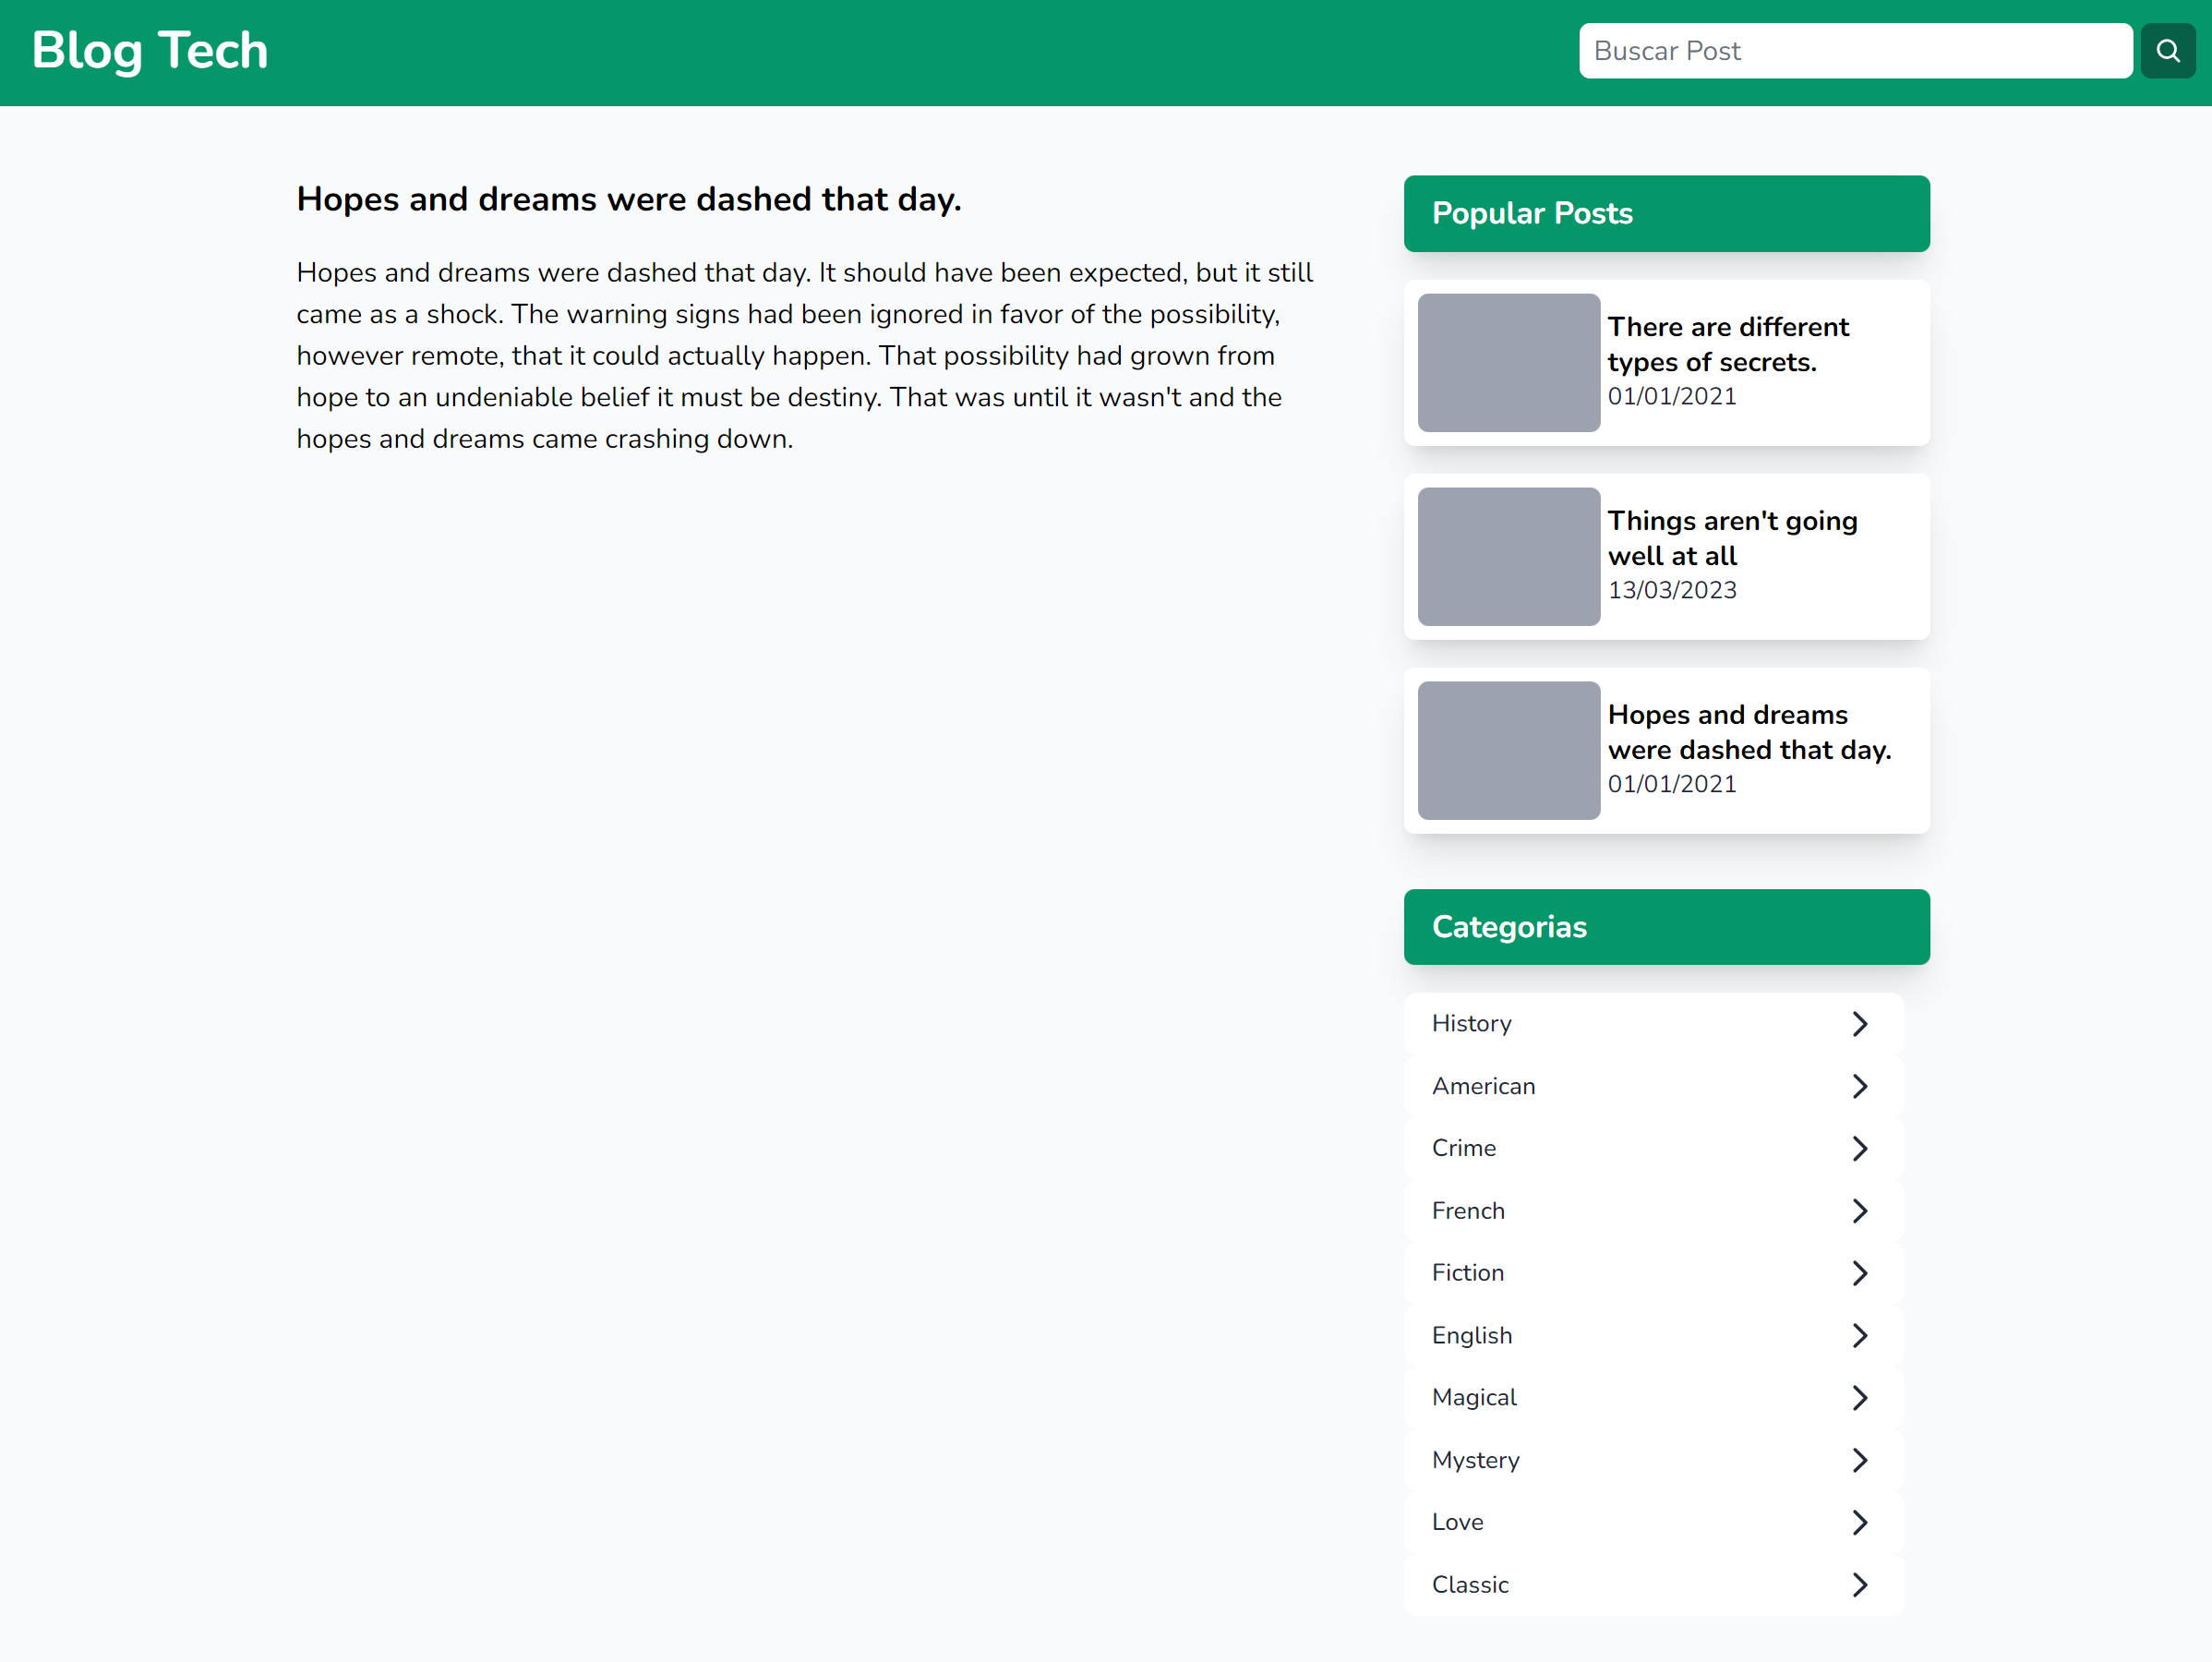 Blog Tech
Buscar Post
Hopes and dreams were dashed that day.
Hopes and dreams were dashed that day. It should have been expected, but it still
came as a shock. The warning signs had been ignored in favor of the possibility,
however remote, that it could actually happen. That possibility had grown from
hope to an undeniable belief it must be destiny. That was until it wasn't and the
hopes and dreams came crashing down.
Popular Posts
There are different
types of secrets.
01/01/2021
Things aren't going
well at all
13/03/2023
Hopes and dreams
were dashed that day.
01/01/2021
Categorias
History
American
Crime
French
Fiction
English
Magical
Mystery
Love
Classic